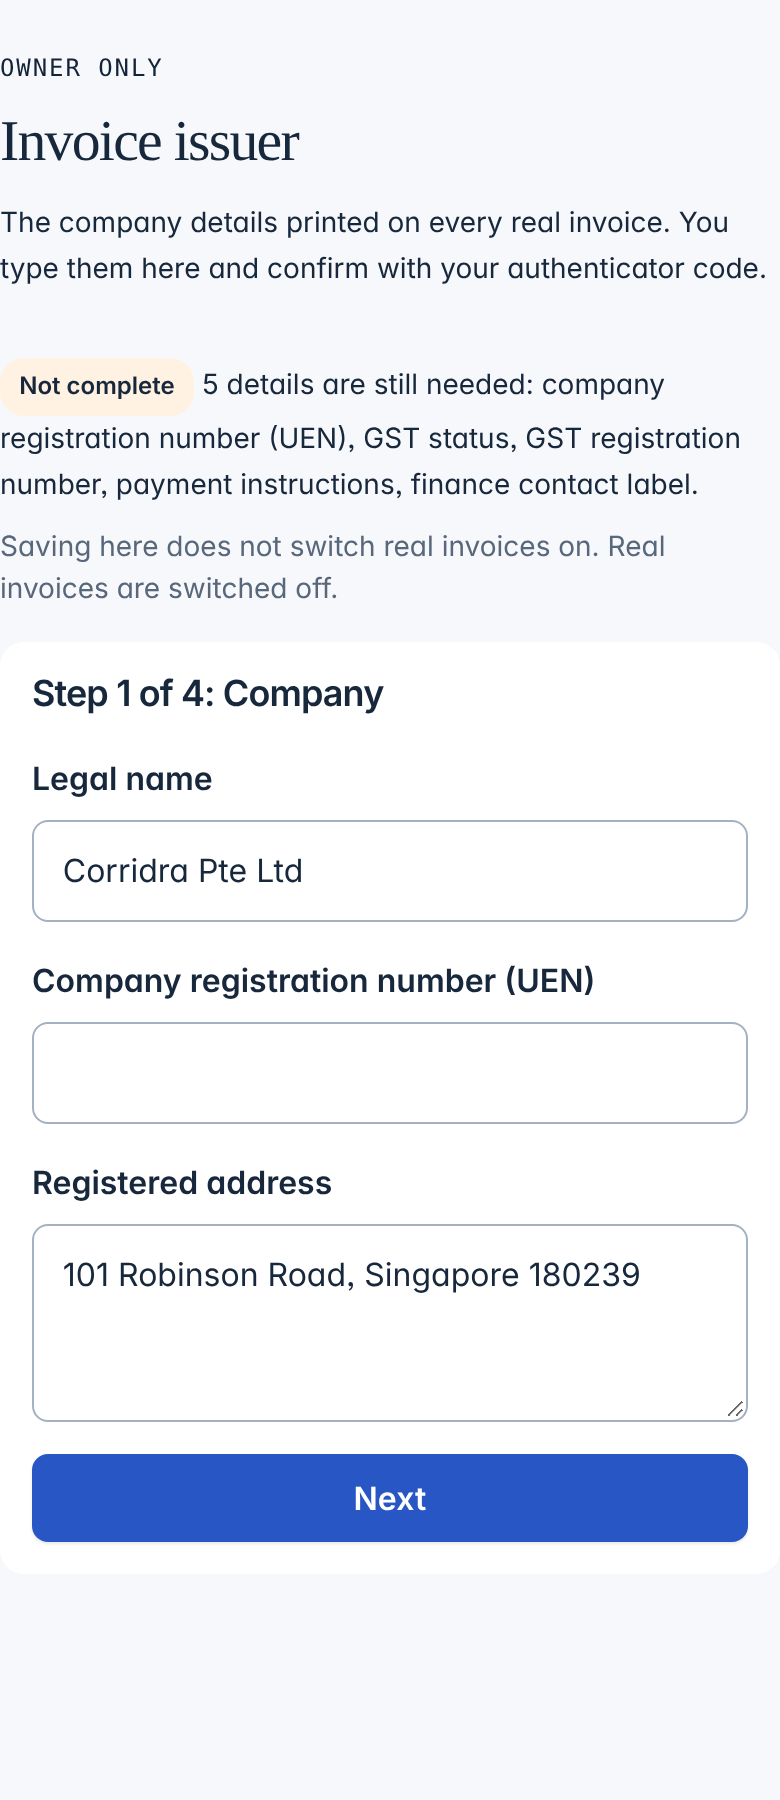 OWNER ONLY
Invoice issuer
The company details printed on every real invoice. You
type them here and confirm with your authenticator code.
Not complete 5 details are still needed: company
registration number (UEN), GST status, GST registration
number, payment instructions, finance contact label.
Saving here does not switch real invoices on. Real
invoices are switched off.
Step 1 of 4: Company
Legal name
Corridra Pte Ltd
Company registration number (UEN)
Registered address
101 Robinson Road, Singapore 180239
Next